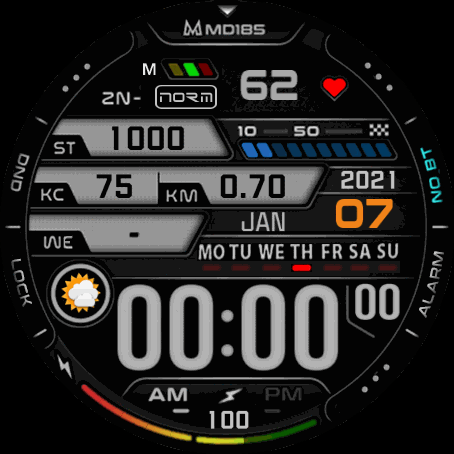 MD185
M
62
2N-
NORM
ST 1000
10 50
DND
NO BT
KC 75
KM 0.70
2021
WE -
JAN
07
MO TU WE TH FR SA SU
LOCK
ALARM
00:00
00
AM
PM
100